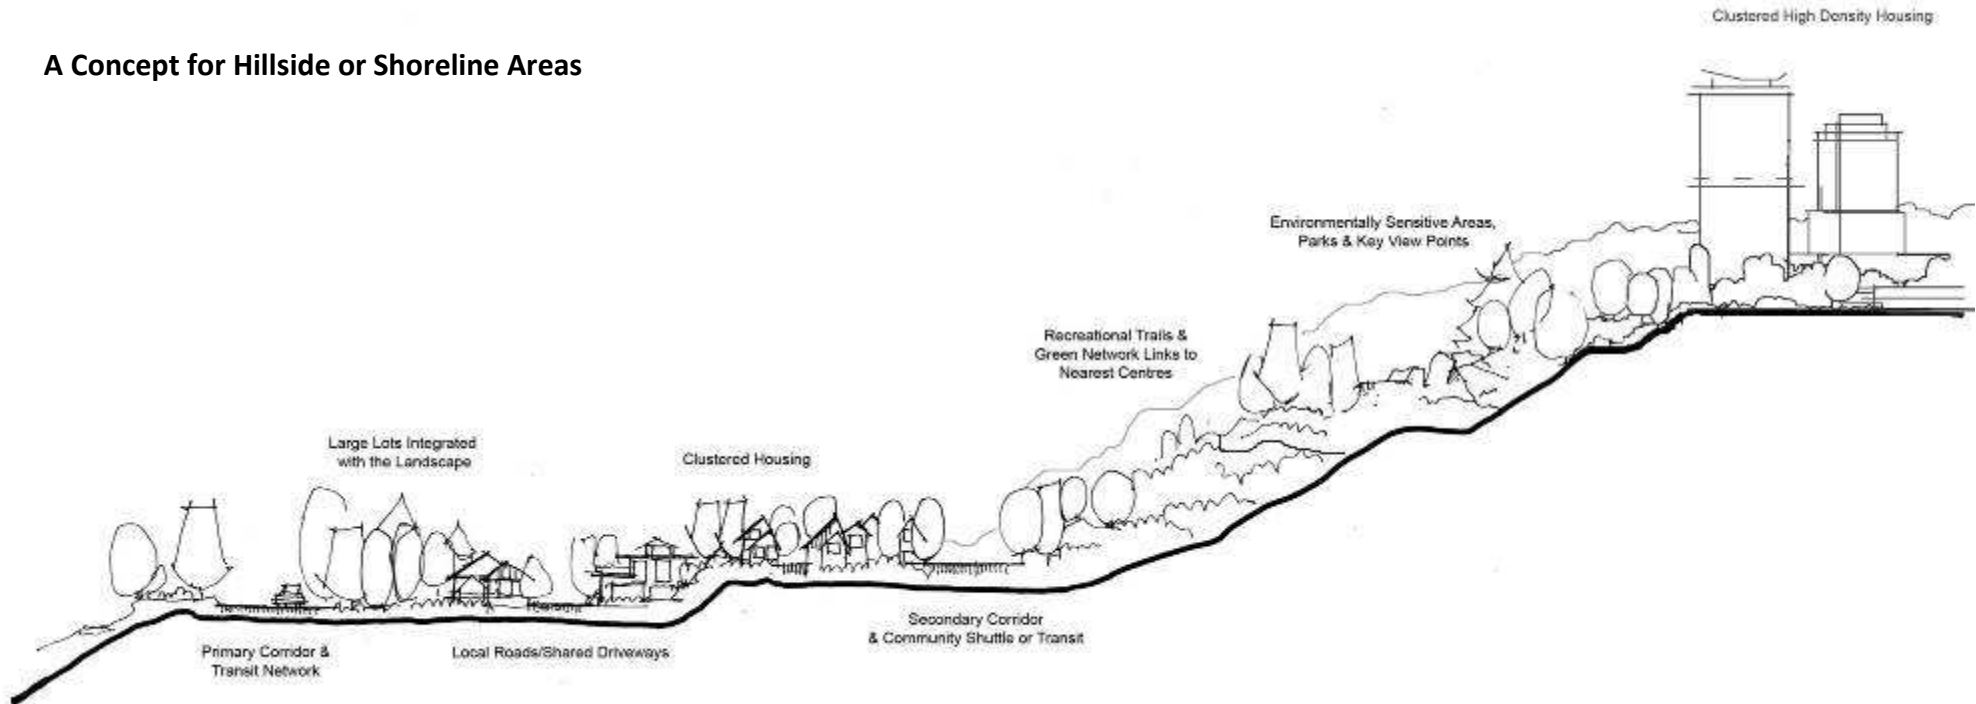 Clustered High Density Housing
A Concept for Hillside or Shoreline Areas
Environmentally Sensitive Areas,
Parks & Key View Points
Recreational Trails &
Green Network Links to
Nearest Centres
Large Lots Integrated
with the Landscape
Clustered Housing
Secondary Corridor
& Community Shuttle or Transit
Primary Corridor &
Transit Network
Local Roads/Shared Driveways